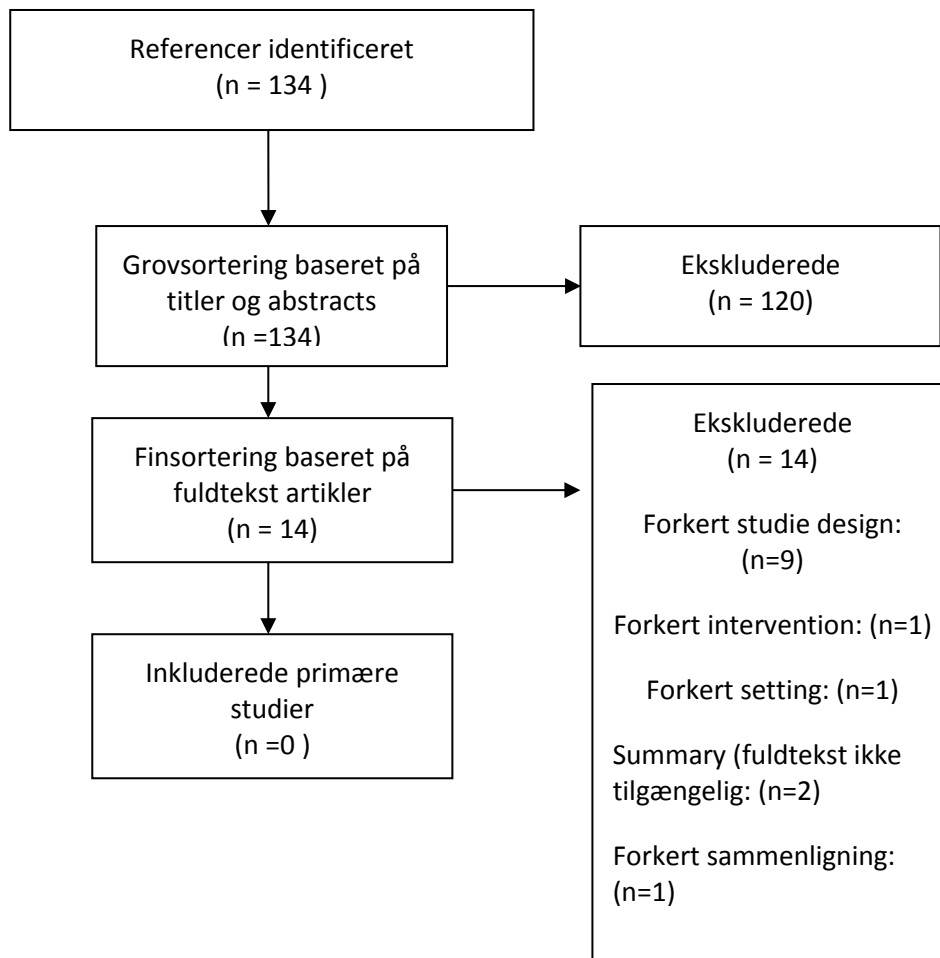 Referencer identificeret
(n = 134 )
Grovsortering baseret på
titler og abstracts
(n =134)
Ekskluderede
(n = 120)
Finsortering baseret på
fuldtekst artikler
(n = 14)
Ekskluderede
(n = 14)
Forkert studie design:
(n=9)
Forkert intervention: (n=1)
Forkert setting: (n=1)
Summary (fuldtekst ikke
tilgængelig: (n=2)
Forkert sammenligning:
(n=1)
Inkluderede primære
studier
(n =0 )